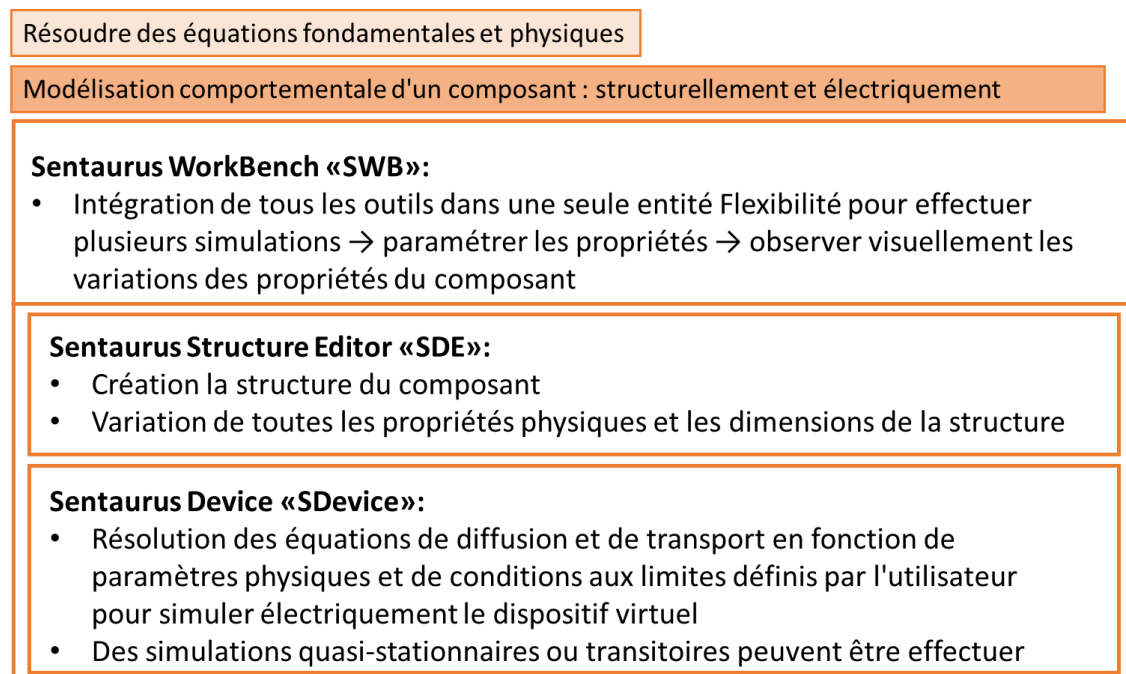 Résoudre des équations fondamentales et physiques
Modélisation comportementale d'un composant : structurellement et électriquement
Sentaurus WorkBench «SWB»:
• Intégration de tous les outils dans une seule entité Flexibilité pour effectuer
plusieurs simulations → paramétrer les propriétés → observer visuellement les
variations des propriétés du composant
Sentaurus Structure Editor «SDE»:
• Création la structure du composant
• Variation de toutes les propriétés physiques et les dimensions de la structure
Sentaurus Device «SDevice»:
• Résolution des équations de diffusion et de transport en fonction de
paramètres physiques et de conditions aux limites définis par l'utilisateur
pour simuler électriquement le dispositif virtuel
• Des simulations quasi-stationnaires ou transitoires peuvent être effectuer